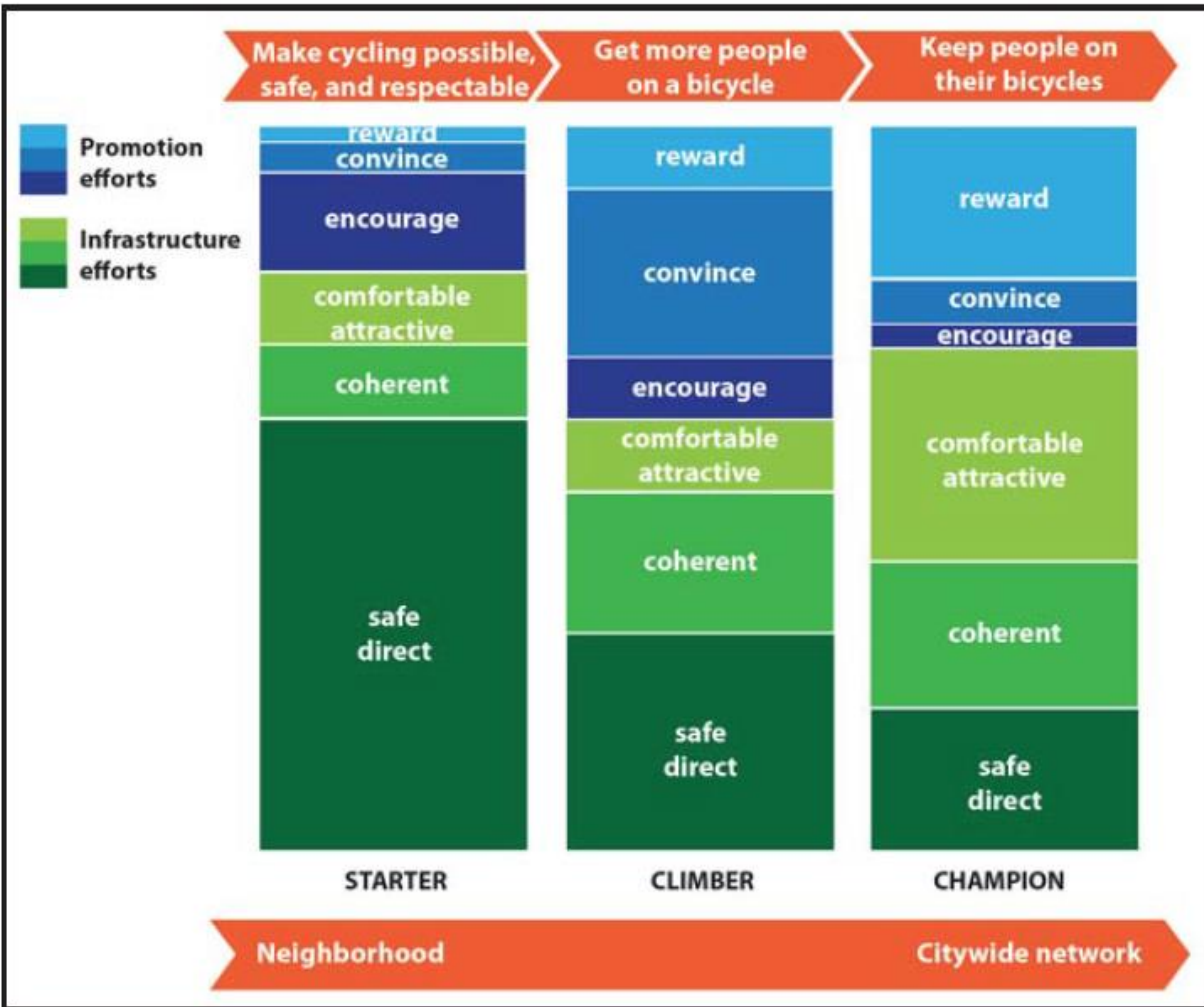 Make cycling possible,
safe, and respectable
Get more people
on a bicycle
Keep people on
their bicycles
Promotion
efforts
Infrastructure
efforts
reward
convince
encourage
comfortable
attractive
coherent
safe
direct
STARTER
reward
convince
encourage
comfortable
attractive
coherent
safe
direct
CLIMBER
reward
convince
encourage
comfortable
attractive
coherent
safe
direct
CHAMPION
Neighborhood
Citywide network